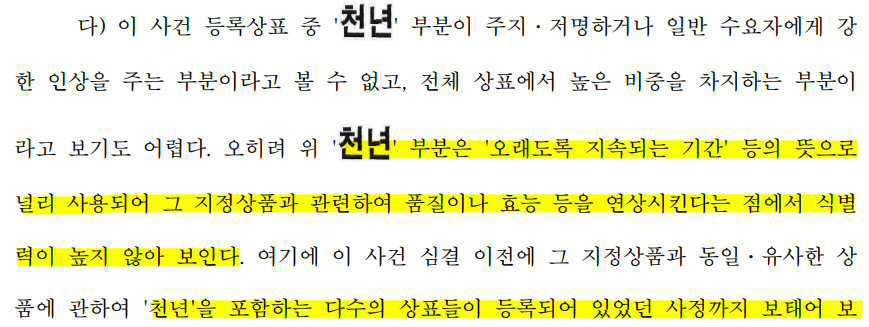 다) 이 사건 등록상표 중 '천년' 부분이 주지·저명하거나 일반 수요자에게 강
한 인상을 주는 부분이라고 볼 수 없고, 전체 상표에서 높은 비중을 차지하는 부분이
라고 보기도 어렵다. 오히려 위 '천년' 부분은 '오래도록 지속되는 기간' 등의 뜻으로
널리 사용되어 그 지정상품과 관련하여 품질이나 효능 등을 연상시킨다는 점에서 식별
력이 높지 않아 보인다. 여기에 이 사건 심결 이전에 그 지정상품과 동일·유사한 상
품에 관하여 '천년'을 포함하는 다수의 상표들이 등록되어 있었던 사정까지 보태어 보